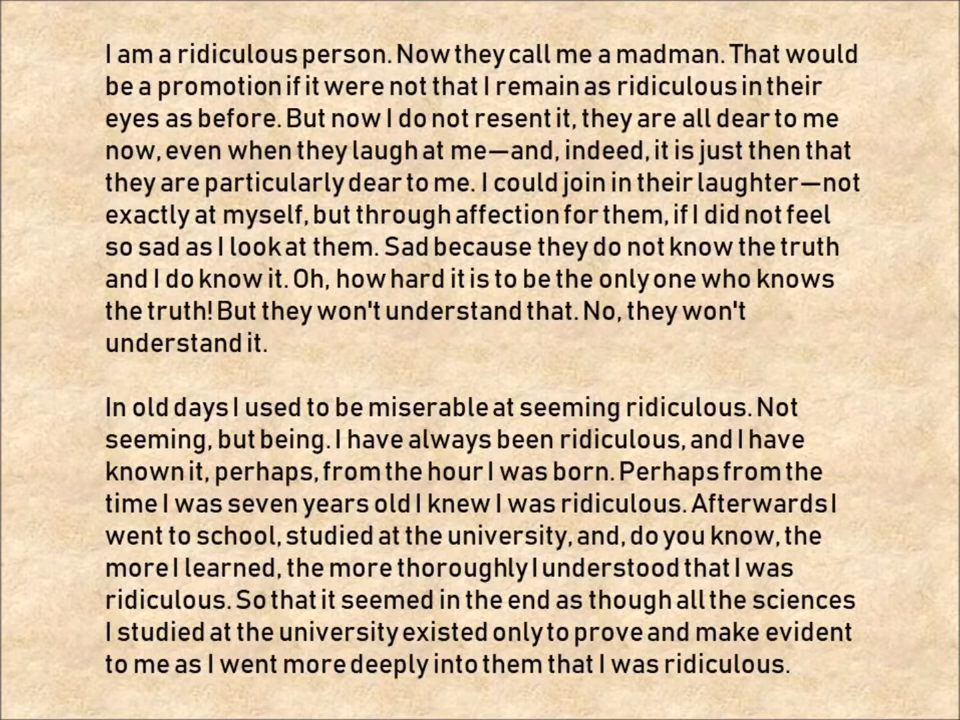 I am a ridiculous person. Now they call me a madman. That would
be a promotion if it were not that I remain as ridiculous in their
eyes as before. But now I do not resent it, they are all dear to me
now, even when they laugh at me—and, indeed, it is just then that
they are particularly dear to me. I could join in their laughter—not
exactly at myself, but through affection for them, if I did not feel
so sad as I look at them. Sad because they do not know the truth
and I do know it. Oh, how hard it is to be the only one who knows
the truth! But they won't understand that. No, they won't
understand it.

In old days I used to be miserable at seeming ridiculous. Not
seeming, but being. I have always been ridiculous, and I have
known it, perhaps, from the hour I was born. Perhaps from the
time I was seven years old I knew I was ridiculous. Afterwards I
went to school, studied at the university, and, do you know, the
more I learned, the more thoroughly I understood that I was
ridiculous. So that it seemed in the end as though all the sciences
I studied at the university existed only to prove and make evident
to me as I went more deeply into them that I was ridiculous.